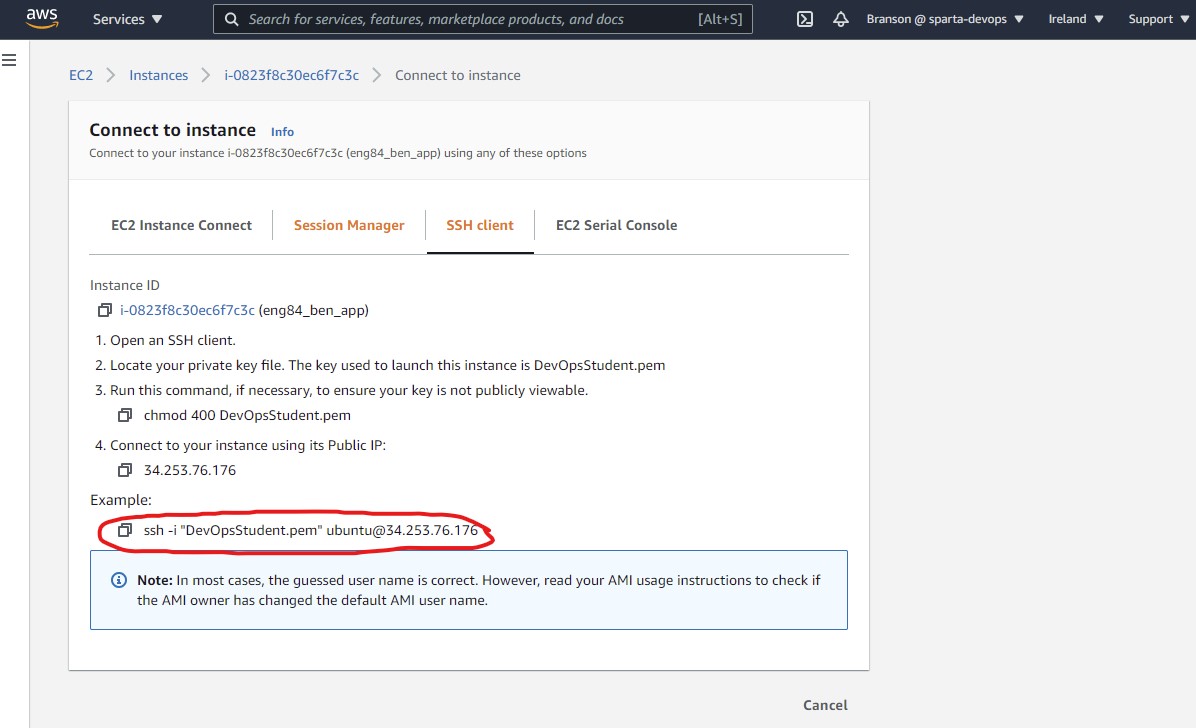 aws Services Search for services, features, marketplace products, and docs [Alt+S] Branson @ sparta-devops Ireland Support
EC2 Instances i-0823f8c30ec6f7c3c Connect to instance
Connect to instance Info
Connect to your instance i-0823f8c30ec6f7c3c (eng84_ben_app) using any of these options
EC2 Instance Connect Session Manager SSH client EC2 Serial Console
Instance ID
i-0823f8c30ec6f7c3c (eng84_ben_app)
1. Open an SSH client.
2. Locate your private key file. The key used to launch this instance is DevOpsStudent.pem
3. Run this command, if necessary, to ensure your key is not publicly viewable.
chmod 400 DevOpsStudent.pem
4. Connect to your instance using its Public IP:
34.253.76.176
Example:
ssh -i "DevOpsStudent.pem" ubuntu@34.253.76.176
Note: In most cases, the guessed user name is correct. However, read your AMI usage instructions to check if
the AMI owner has changed the default AMI user name.
Cancel